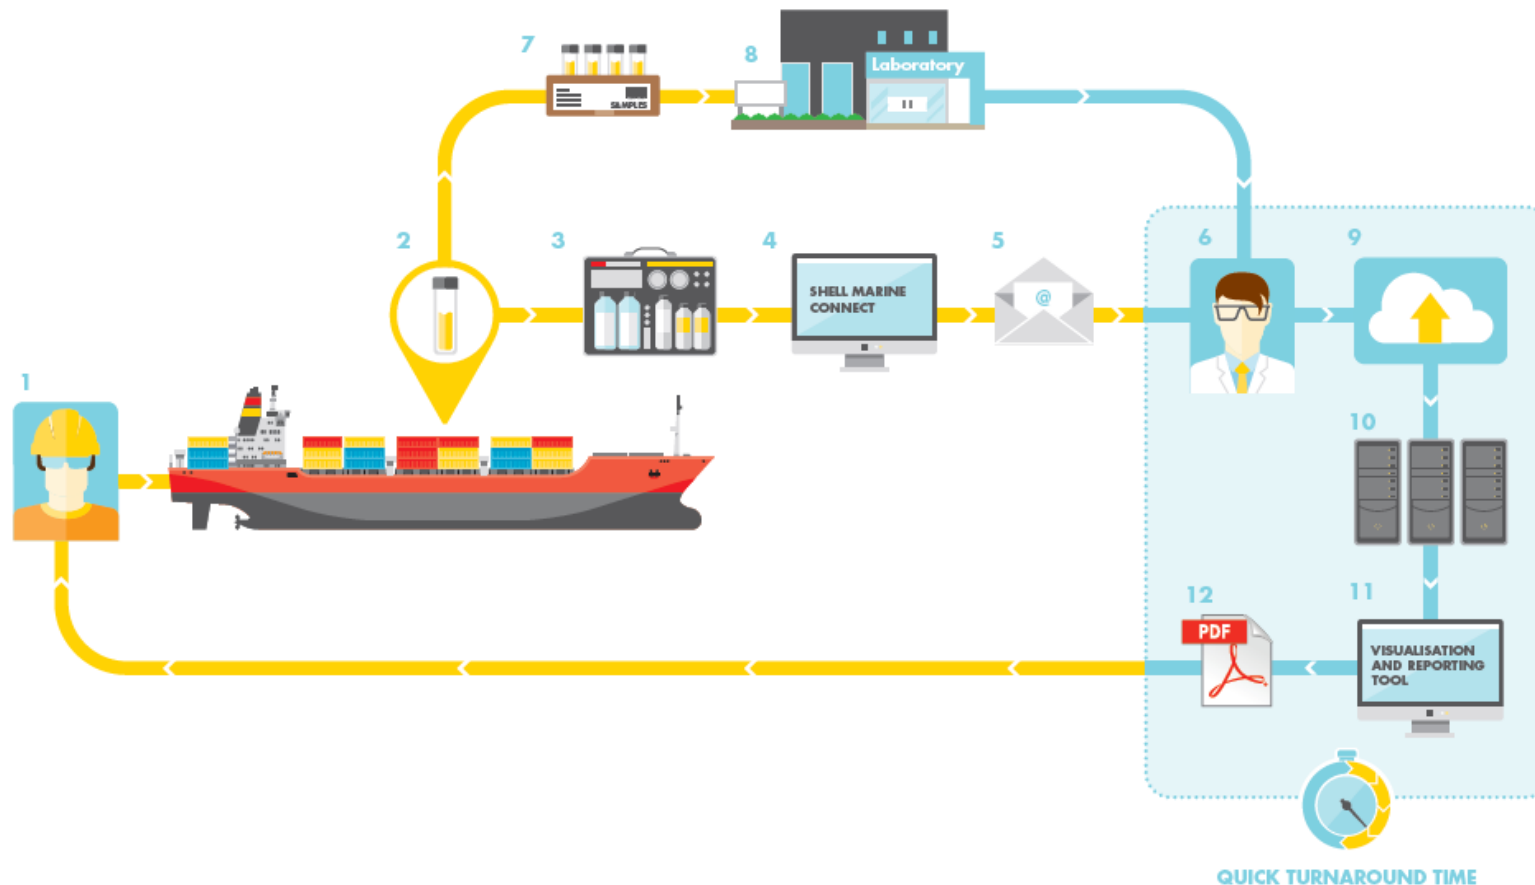 7
8
Laboratory
SAMPLES
2
3
4
5
6
9
SHELL MARINE
CONNECT
@
1
10
12
11
PDF
VISUALISATION
AND REPORTING
TOOL
QUICK TURNAROUND TIME